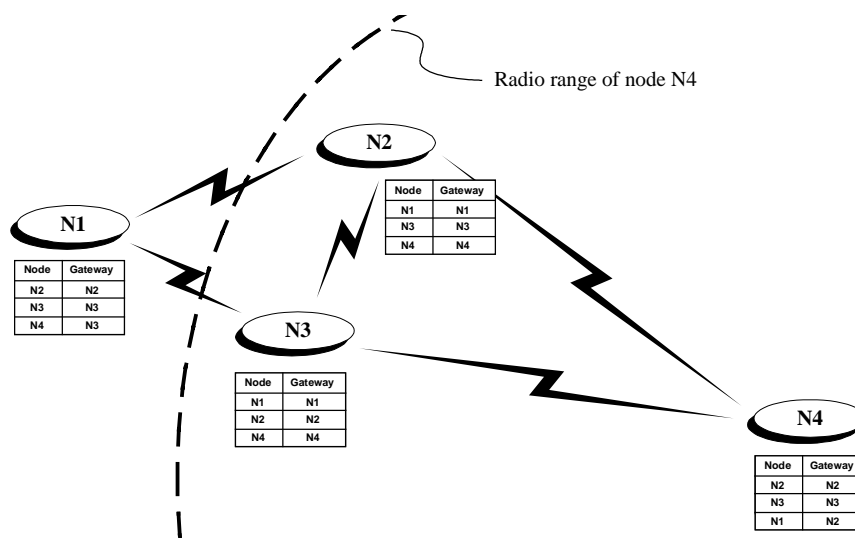 Radio range of node N4
N2
Node Gateway
N1 N1
N3 N3
N4 N4
N1
Node Gateway
N2 N2
N3 N3
N4 N3
N3
Node Gateway
N1 N1
N2 N2
N4 N4
N4
Node Gateway
N2 N2
N3 N3
N1 N2